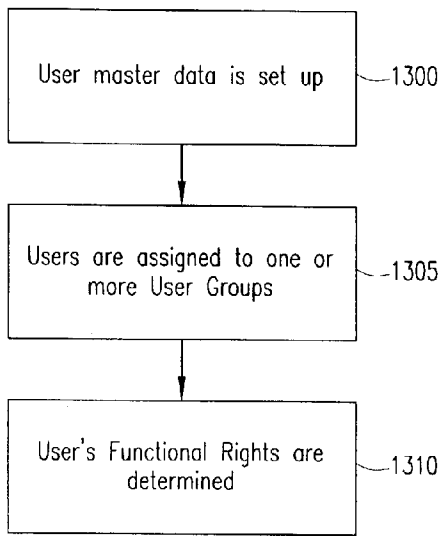 User master data is set up
1300
Users are assigned to one or
more User Groups
1305
User's Functional Rights are
determined
1310